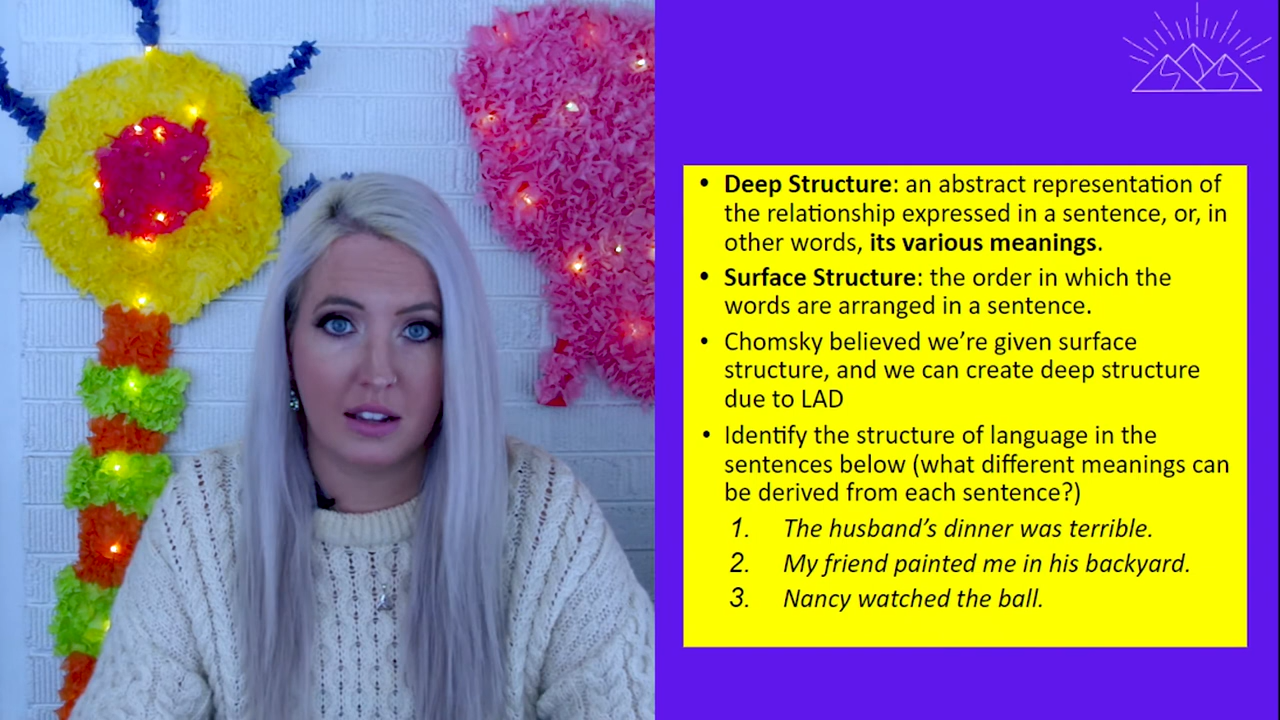 • Deep Structure: an abstract representation of
the relationship expressed in a sentence, or, in
other words, its various meanings.
• Surface Structure: the order in which the
words are arranged in a sentence.
• Chomsky believed we’re given surface
structure, and we can create deep structure
due to LAD
• Identify the structure of language in the
sentences below (what different meanings can
be derived from each sentence?)
1. The husband’s dinner was terrible.
2. My friend painted me in his backyard.
3. Nancy watched the ball.